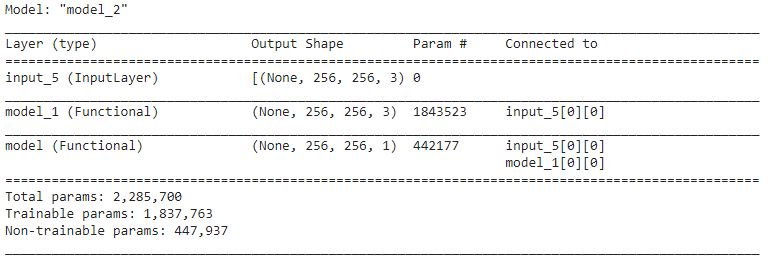 Model: "model_2"
__________________________________________________________________________________________________
Layer (type)                    Output Shape         Param #     Connected to
==================================================================================================
input_5 (InputLayer)            [(None, 256, 256, 3) 0
__________________________________________________________________________________________________
model_1 (Functional)            (None, 256, 256, 3)  1843523     input_5[0][0]
__________________________________________________________________________________________________
model (Functional)              (None, 256, 256, 1)  442177      input_5[0][0]
                                                                 model_1[0][0]
==================================================================================================
Total params: 2,285,700
Trainable params: 1,837,763
Non-trainable params: 447,937
__________________________________________________________________________________________________